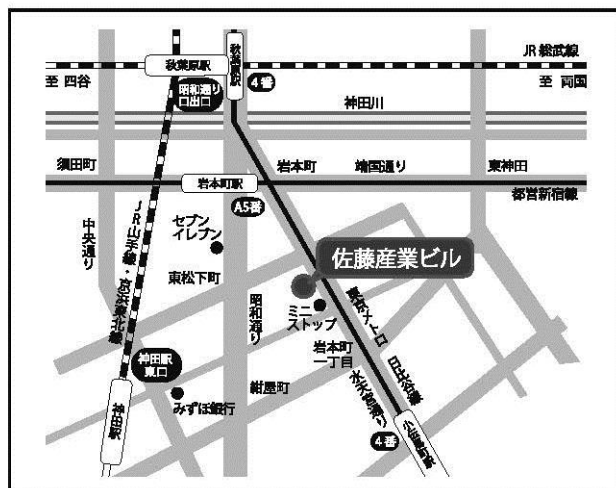 JR総武線
秋葉原駅
秋葉原駅
至 四谷
昭和通り
口出口
4番
至 両国
神田川
須田町
岩本町
靖国通り
東神田
岩本町駅
都営新宿線
A5番
中央通り
JR山手線・京浜東北線
セブン
イレブン
佐藤産業ビル
東松下町
昭和通り
ミニ
ストップ
東京メトロ 日比谷線
岩本町
一丁目
神田駅
東口
紺屋町
水天宮通り
みずほ銀行
神田駅
4番
小伝馬町駅